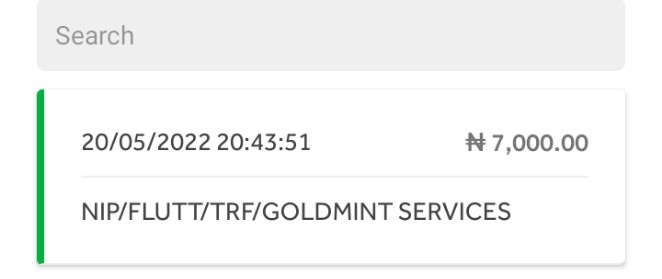 Search
20/05/2022 20:43:51 ₦ 7,000.00
NIP/FLUTT/TRF/GOLDMINT SERVICES